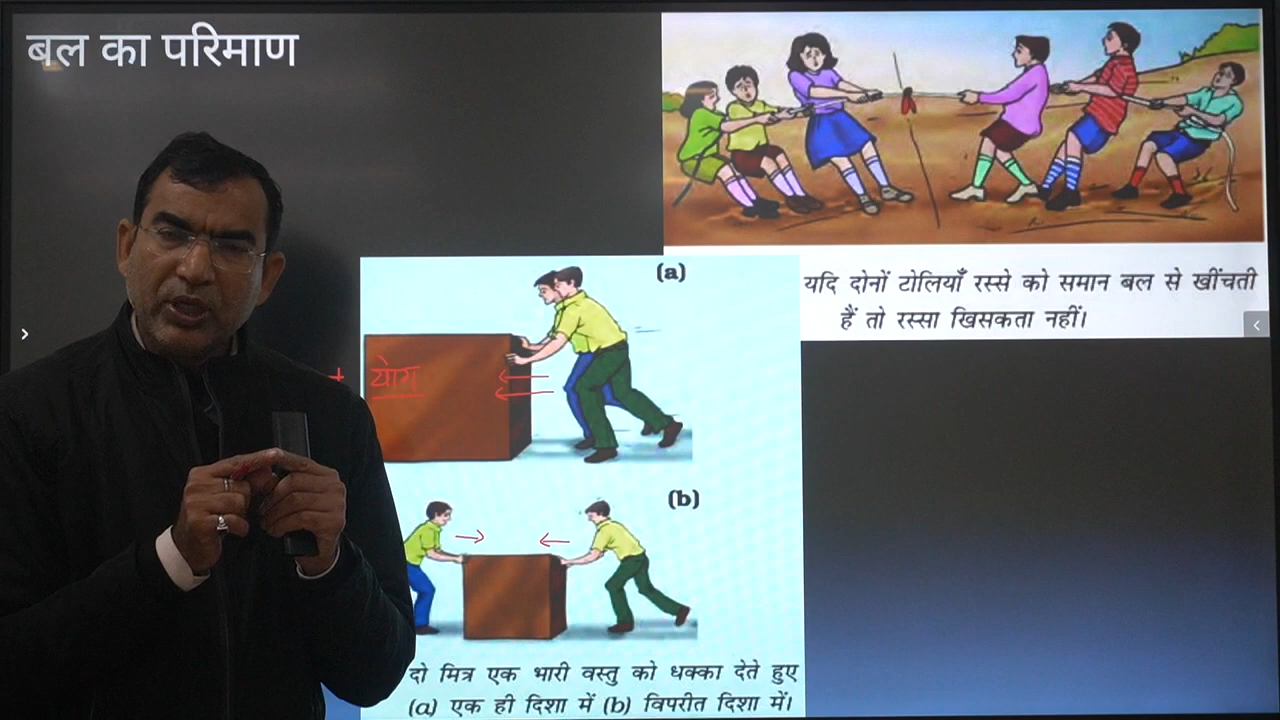 बल का परिमाण
यदि दोनों टोलियाँ रस्से को समान बल से खींचती
हैं तो रस्सा खिसकता नहीं।
(a)
+ योग
(b)
दो मित्र एक भारी वस्तु को धक्का देते हुए
(a) एक ही दिशा में (b) विपरीत दिशा में।